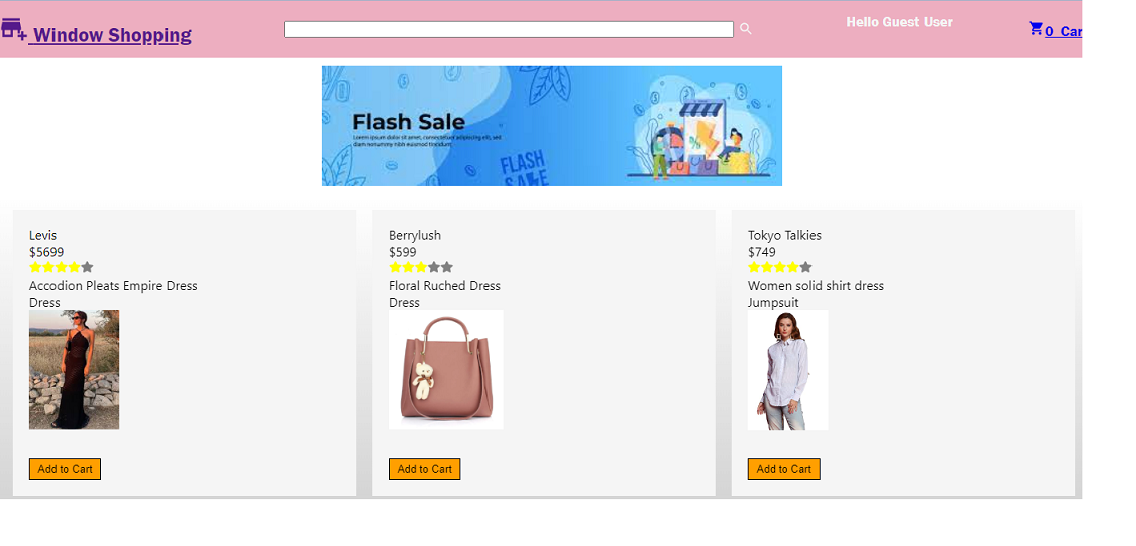 Window Shopping
Hello Guest User
0 Car
Flash Sale
Lorem ipsum dolor sit amet, consectetuer adipiscing elit, sed
diam nonummy nibh euismod tincidunt
FLASH
SALE
Levis
$5699
Accodion Pleats Empire Dress
Dress
Add to Cart
Berrylush
$599
Floral Ruched Dress
Dress
Add to Cart
Tokyo Talkies
$749
Women solid shirt dress
Jumpsuit
Add to Cart